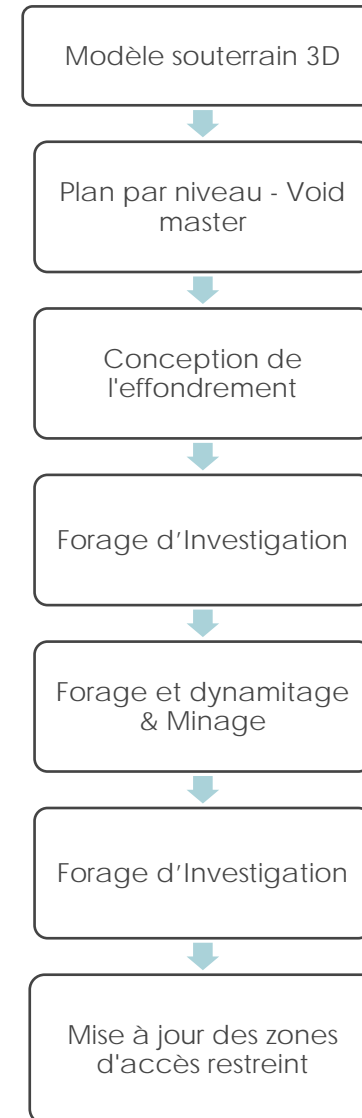 Modèle souterrain 3D
Plan par niveau - Void
master
Conception de
l'effondrement
Forage d’Investigation
Forage et dynamitage
& Minage
Forage d’Investigation
Mise à jour des zones
d'accès restreint